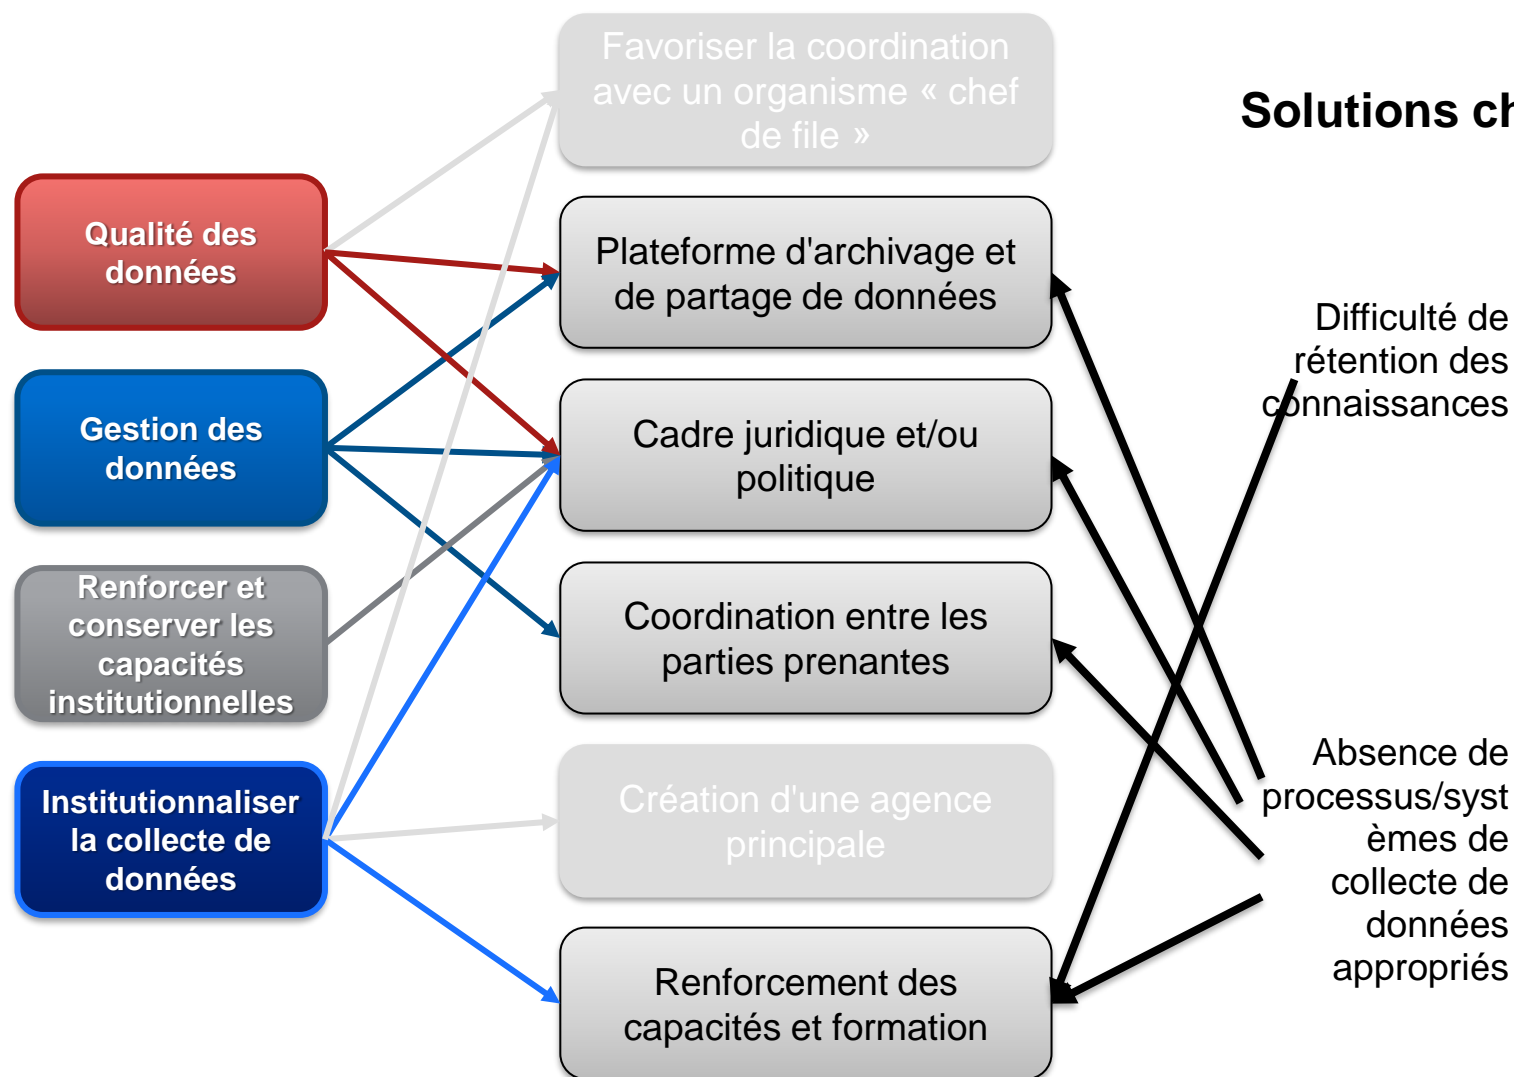 Favoriser la coordination
avec un organisme « chef
de file »
Solutions ch
Qualité des
données
Plateforme d'archivage et
de partage de données
Difficulté de
rétention des
connaissances
Gestion des
données
Cadre juridique et/ou
politique
Renforcer et
conserver les
capacités
institutionnelles
Coordination entre les
parties prenantes
Institutionnaliser
la collecte de
données
Création d'une agence
principale
Absence de
processus/syst
èmes de
collecte de
données
appropriés
Renforcement des
capacités et formation